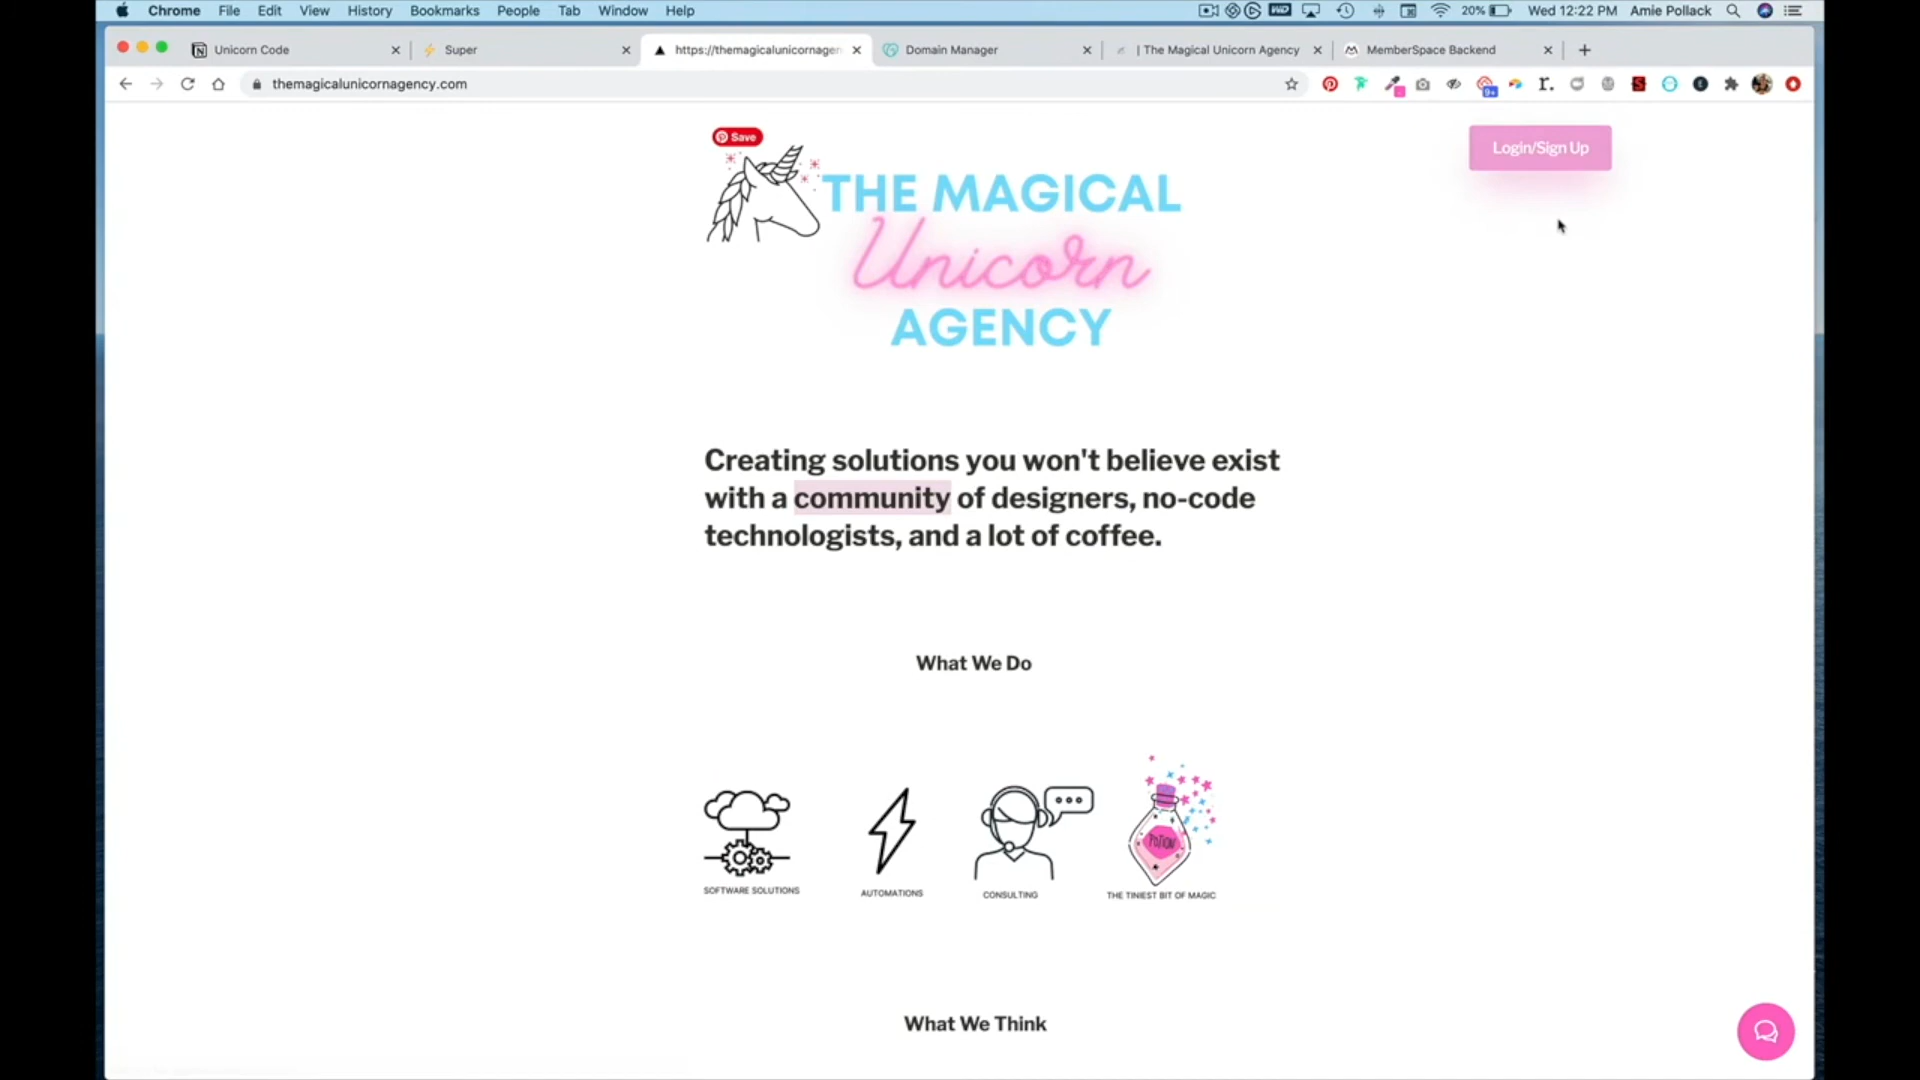 Chrome File Edit View History Bookmarks People Tab Window Help
20% Wed 12:22 PM Amie Pollack
Unicorn Code
Super
https://themagicalunicornagen
Domain Manager
| The Magical Unicorn Agency
MemberSpace Backend
themagicalunicornagency.com
9+
r.
Save
Login/Sign Up
THE MAGICAL
Unicorn
AGENCY
Creating solutions you won't believe exist
with a community of designers, no-code
technologists, and a lot of coffee.
What We Do
POTION
SOFTWARE SOLUTIONS
AUTOMATIONS
CONSULTING
THE TINIEST BIT OF MAGIC
What We Think